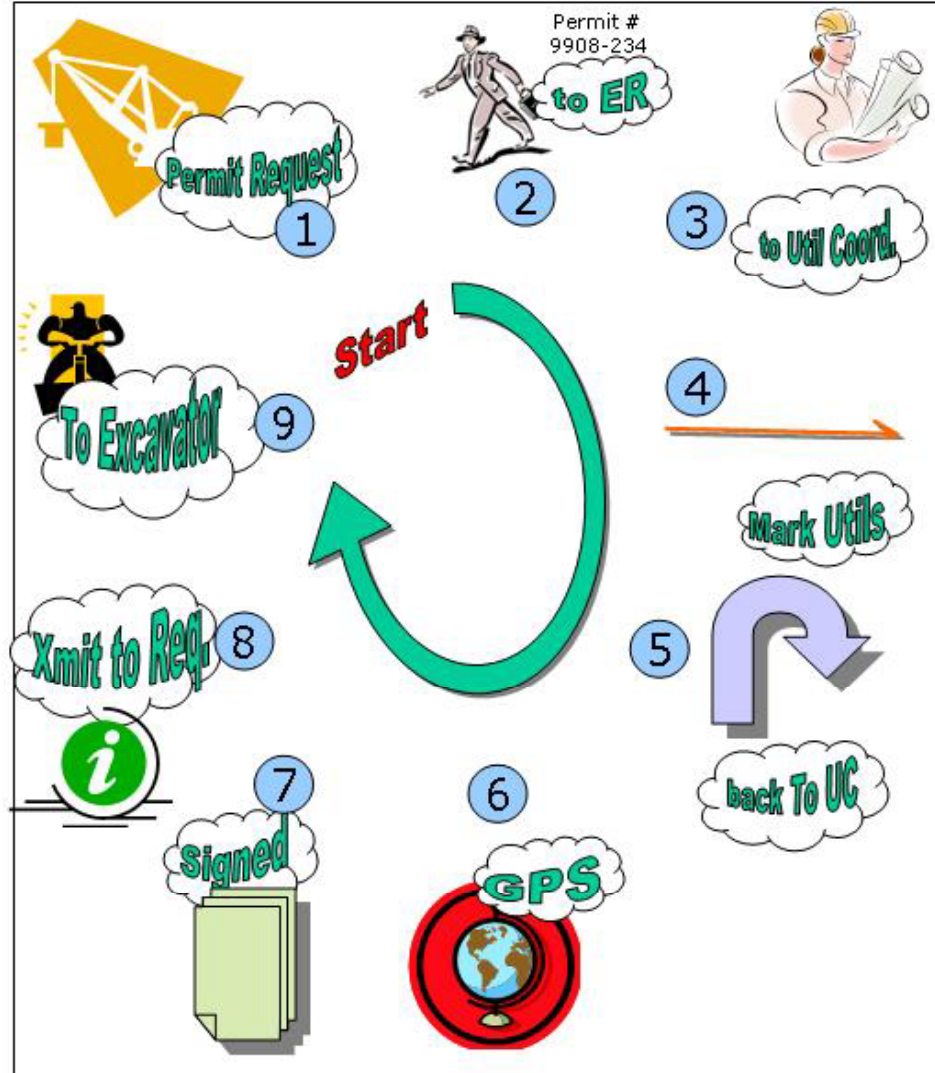 Permit Request
1
Permit #
9908-234
to ER
2
3
to Util Coord.
Start
4
Mark Utils
5
back To UC
6
GPS
7
Signed
8
Xmit to Req.
i
9
To Excavator